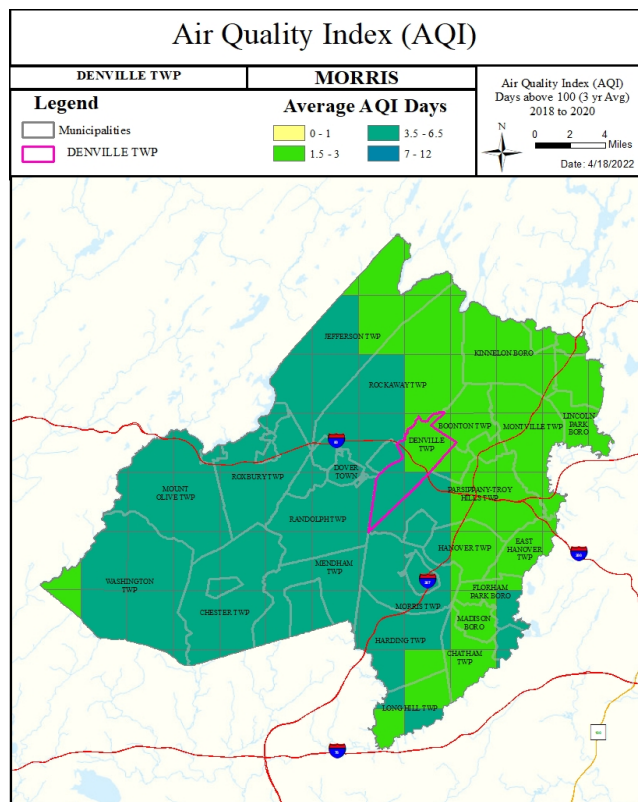 Air Quality Index (AQI)
DENVILLE TWP
MORRIS
Legend
Municipalities
DENVILLE TWP
Average AQI Days
0 - 1
3.5 - 6.5
1.5 - 3
7 - 12
Air Quality Index (AQI)
Days above 100 (3 yr Avg)
2018 to 2020
N
0 2 4
Miles
Date: 4/18/2022
JEFFERSON TWP
KINNELON BORO
ROCKAWAY TWP
LINCOLN
PARK
BORO
BOONTON TWP
MONTVILLE TWP
DENVILLE
TWP
80
DOVER
TOWN
ROXBURY TWP
MOUNT
OLIVE TWP
PARSIPPANY-TROY
HILLS TWP
RANDOLPH TWP
HANOVER TWP
EAST
HANOVER
TWP
MENDHAM
TWP
WASHINGTON
TWP
287
FLORHAM
PARK BORO
CHESTER TWP
MORRIS TWP
MADISON
BORO
HARDING TWP
CHATHAM
TWP
LONG HILL TWP